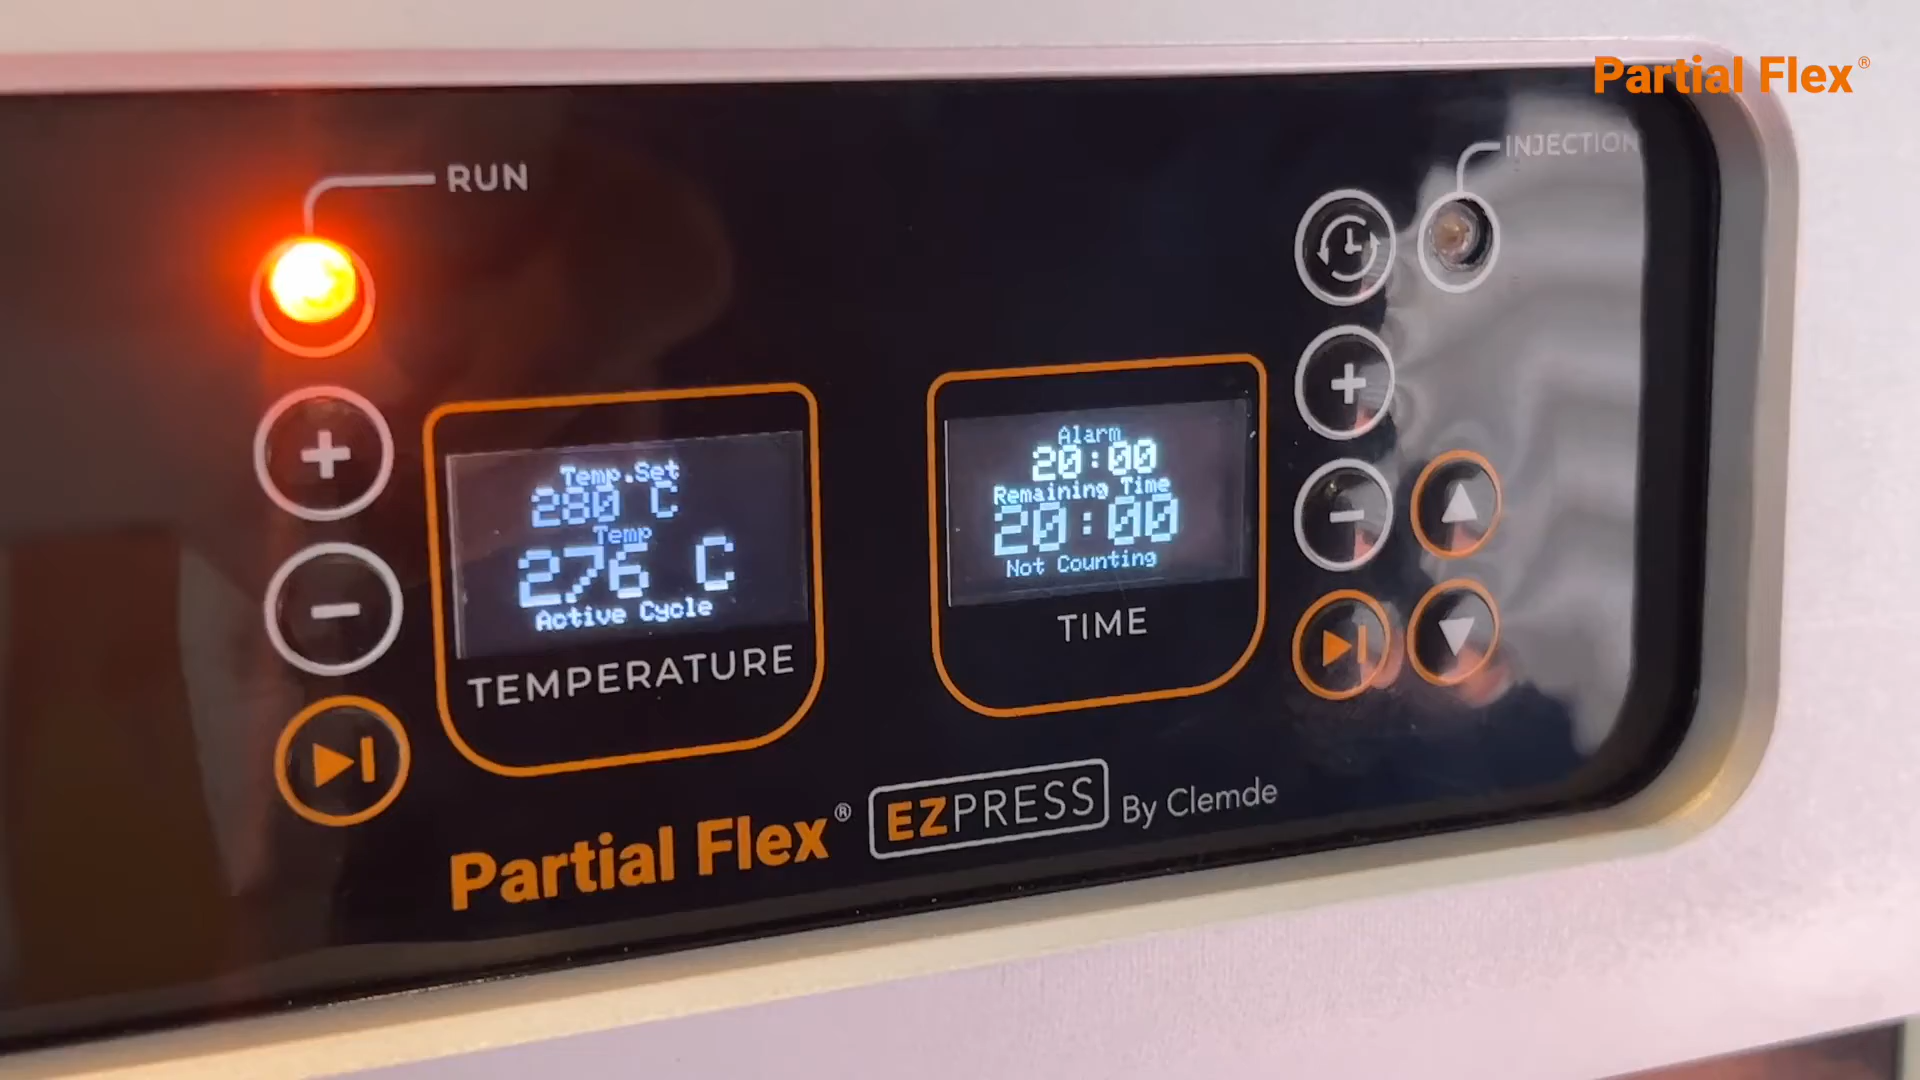 Partial Flex®
RUN
INJECTION
Temp.Set
280 C
Temp
276 C
Active Cycle
TEMPERATURE
Alarm
20:00
Remaining Time
20:00
Not Counting
TIME
Partial Flex® EZPRESS By Clemde